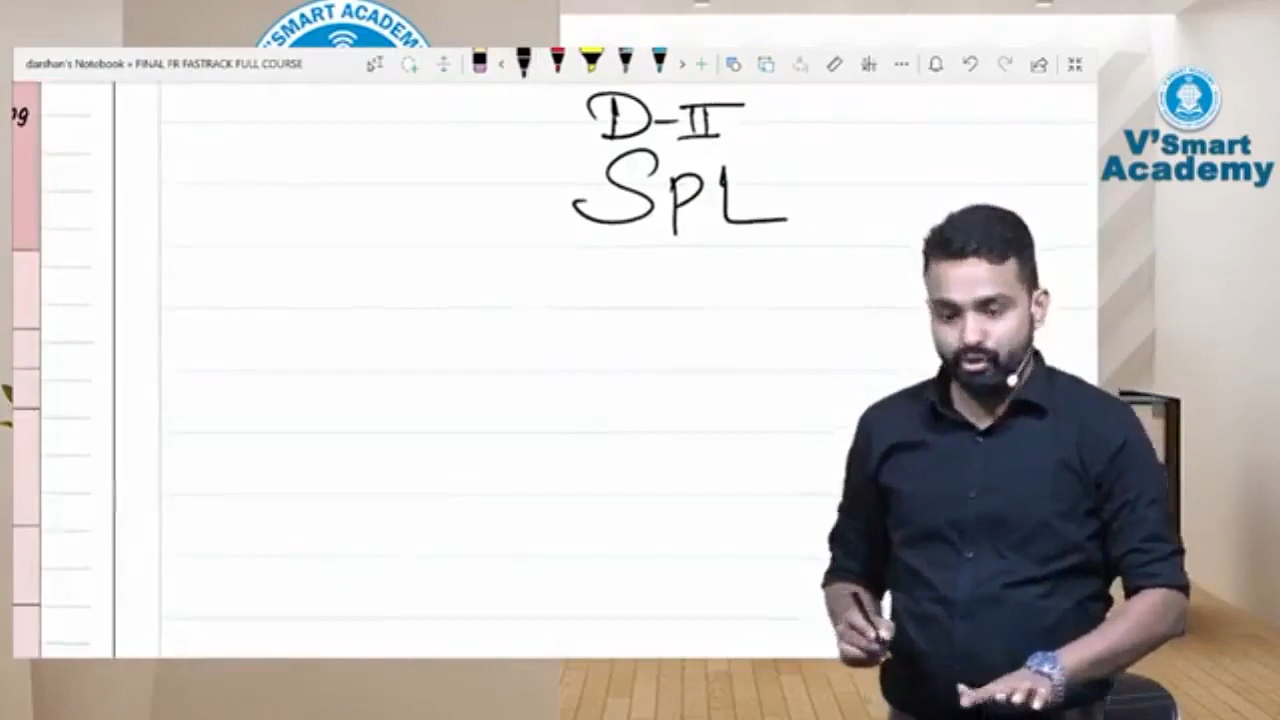 V'SMART ACADEMY
darshan's Notebook » FINAL FR FASTRACK FULL COURSE
D-II
SPL
V'Smart
Academy